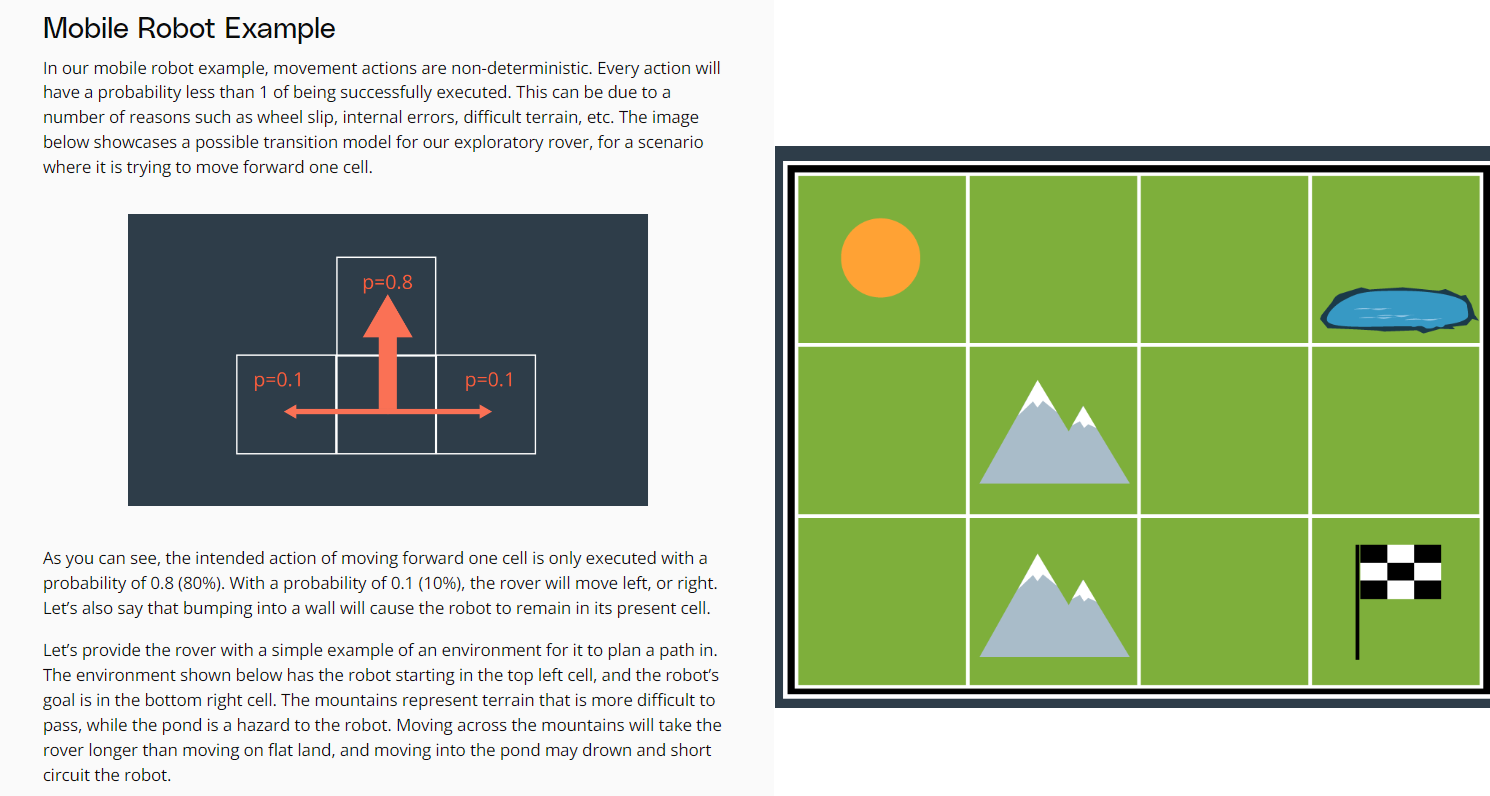 Mobile Robot Example
In our mobile robot example, movement actions are non-deterministic. Every action will
have a probability less than 1 of being successfully executed. This can be due to a
number of reasons such as wheel slip, internal errors, difficult terrain, etc. The image
below showcases a possible transition model for our exploratory rover, for a scenario
where it is trying to move forward one cell.
p=0.8
p=0.1
p=0.1
As you can see, the intended action of moving forward one cell is only executed with a
probability of 0.8 (80%). With a probability of 0.1 (10%), the rover will move left, or right.
Let’s also say that bumping into a wall will cause the robot to remain in its present cell.
Let’s provide the rover with a simple example of an environment for it to plan a path in.
The environment shown below has the robot starting in the top left cell, and the robot’s
goal is in the bottom right cell. The mountains represent terrain that is more difficult to
pass, while the pond is a hazard to the robot. Moving across the mountains will take the
rover longer than moving on flat land, and moving into the pond may drown and short
circuit the robot.